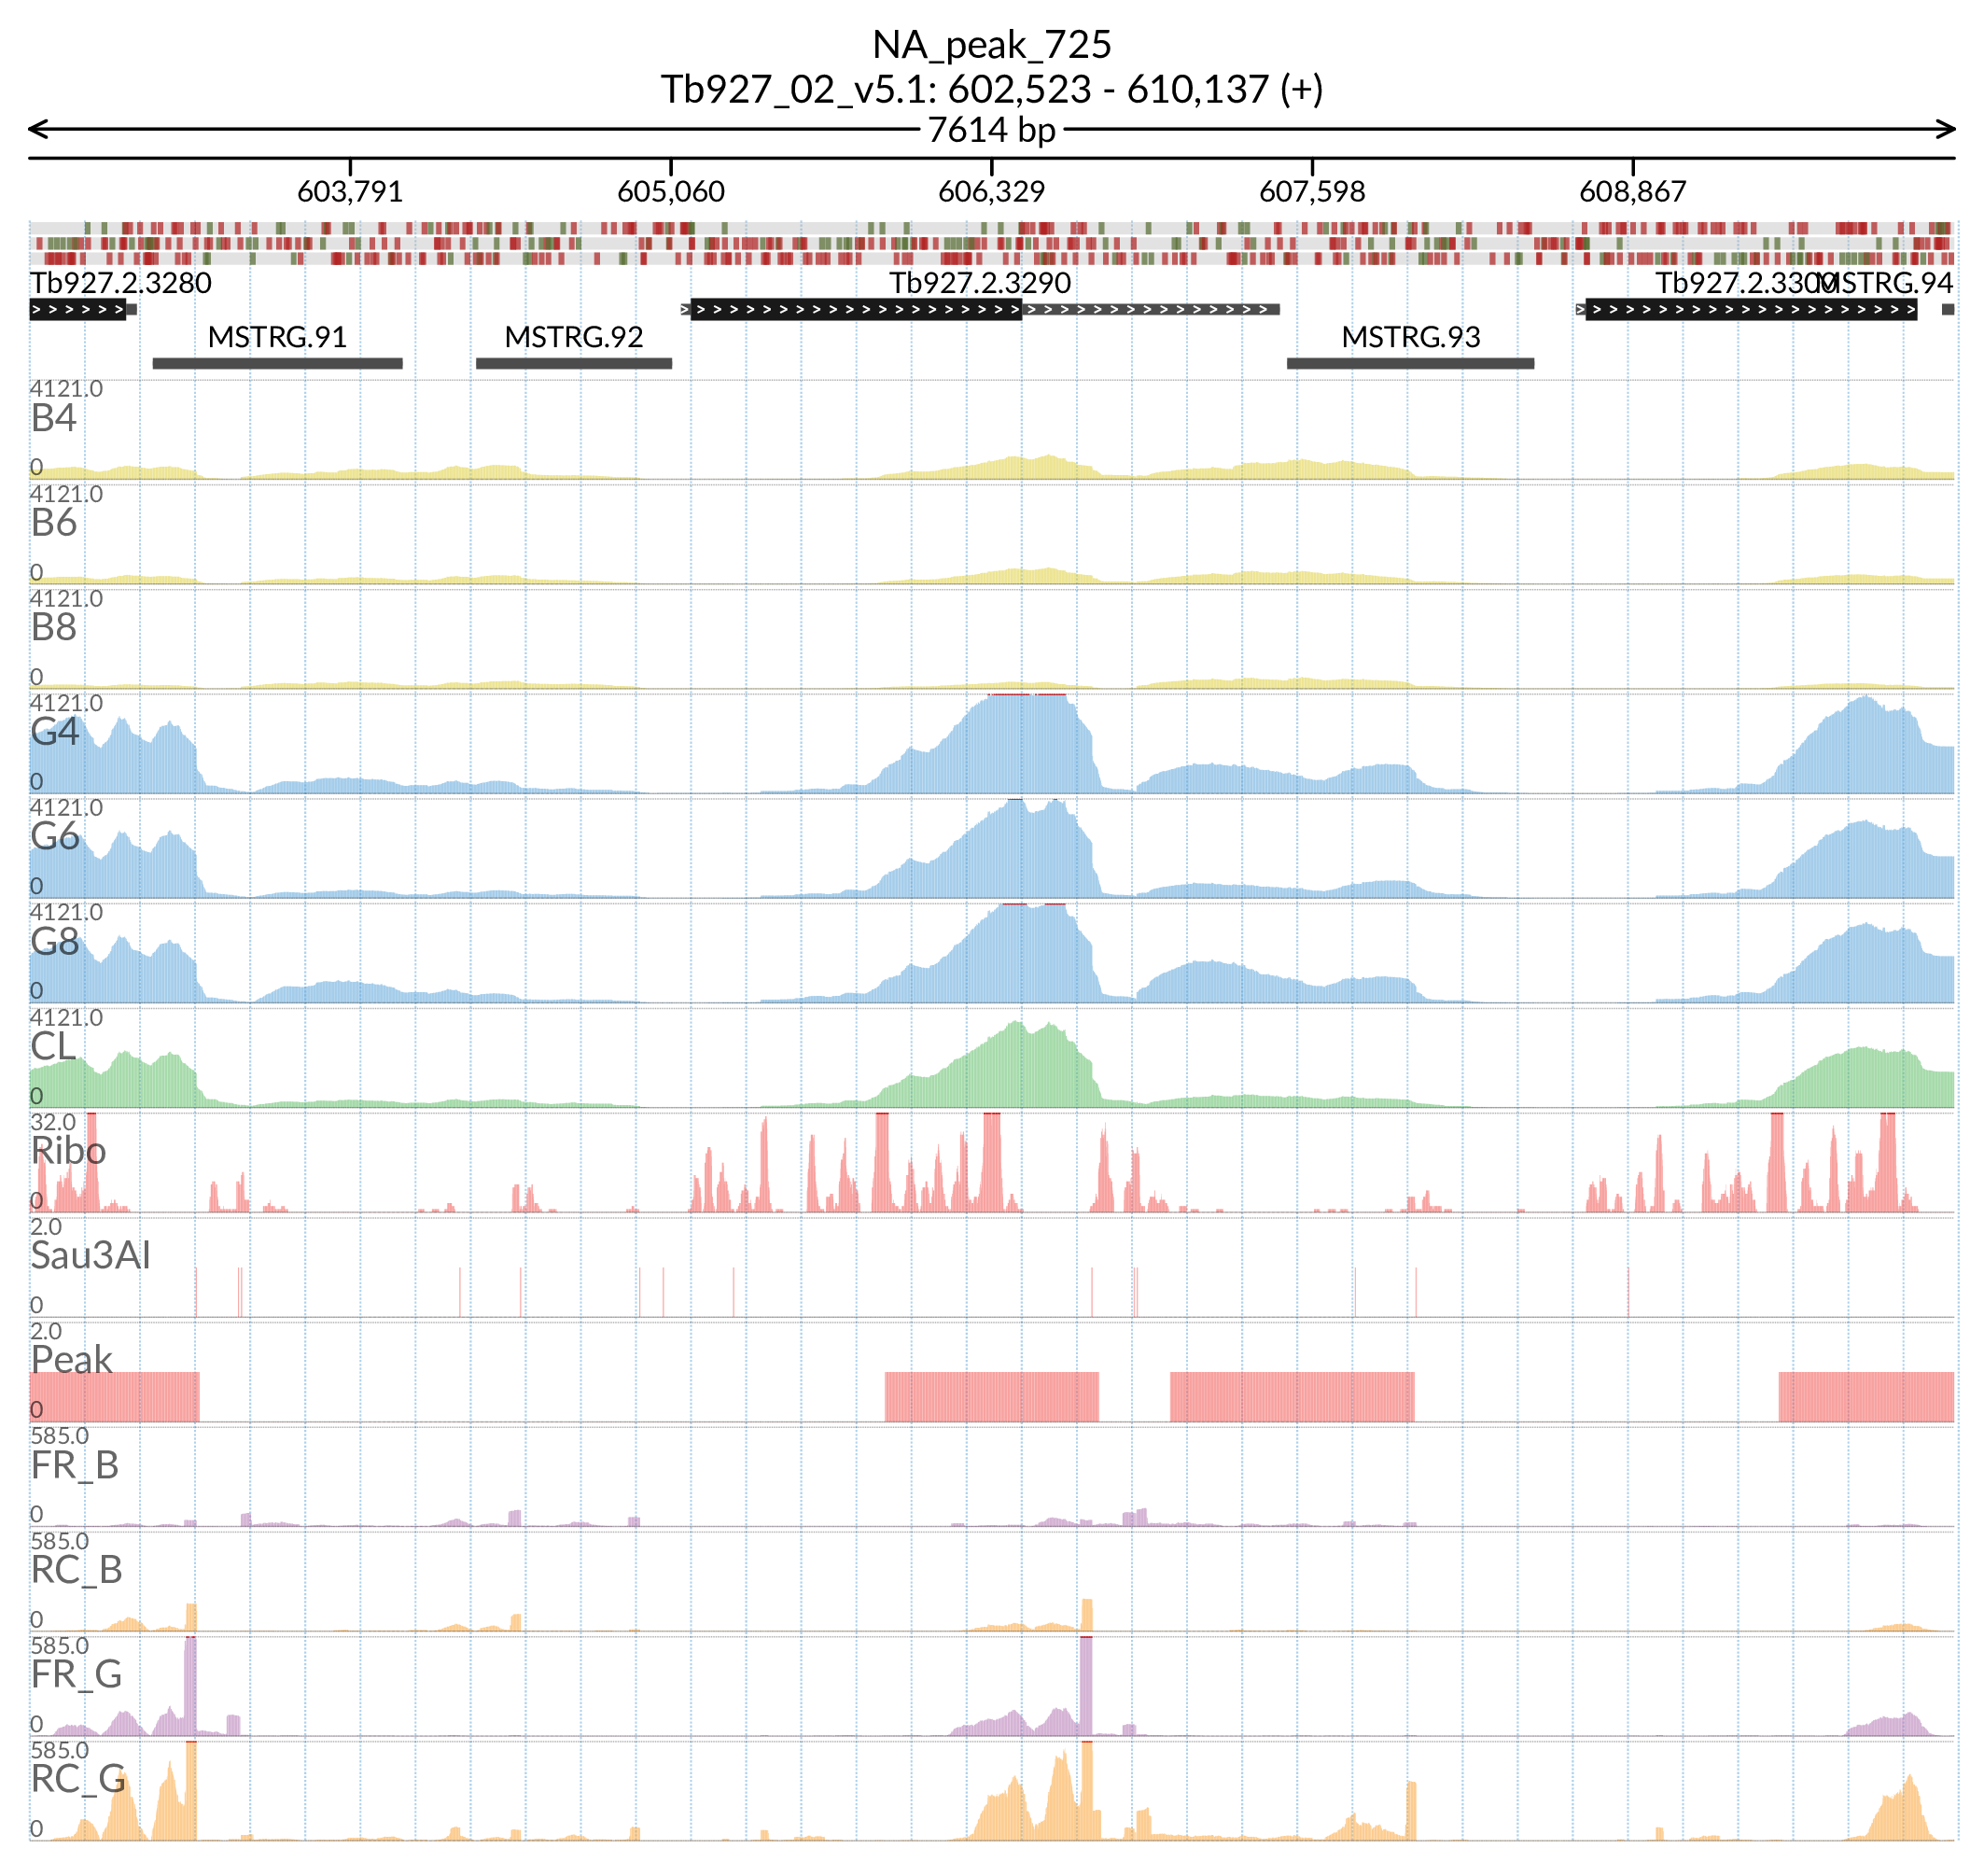 NA_peak_725
Tb927_02_v5.1: 602,523 - 610,137 (+)
7614 bp
603,791 605,060 606,329 607,598 608,867
Tb927.2.3280 Tb927.2.3290 Tb927.2.3300 MSTRG.94
MSTRG.91 MSTRG.92 MSTRG.93
4121.0
B4
0
4121.0
B6
0
4121.0
B8
0
4121.0
G4
0
4121.0
G6
0
4121.0
G8
0
4121.0
CL
0
32.0
Ribo
0
2.0
Sau3AI
0
2.0
Peak
0
585.0
FR_B
0
585.0
RC_B
0
585.0
FR_G
0
585.0
RC_G
0